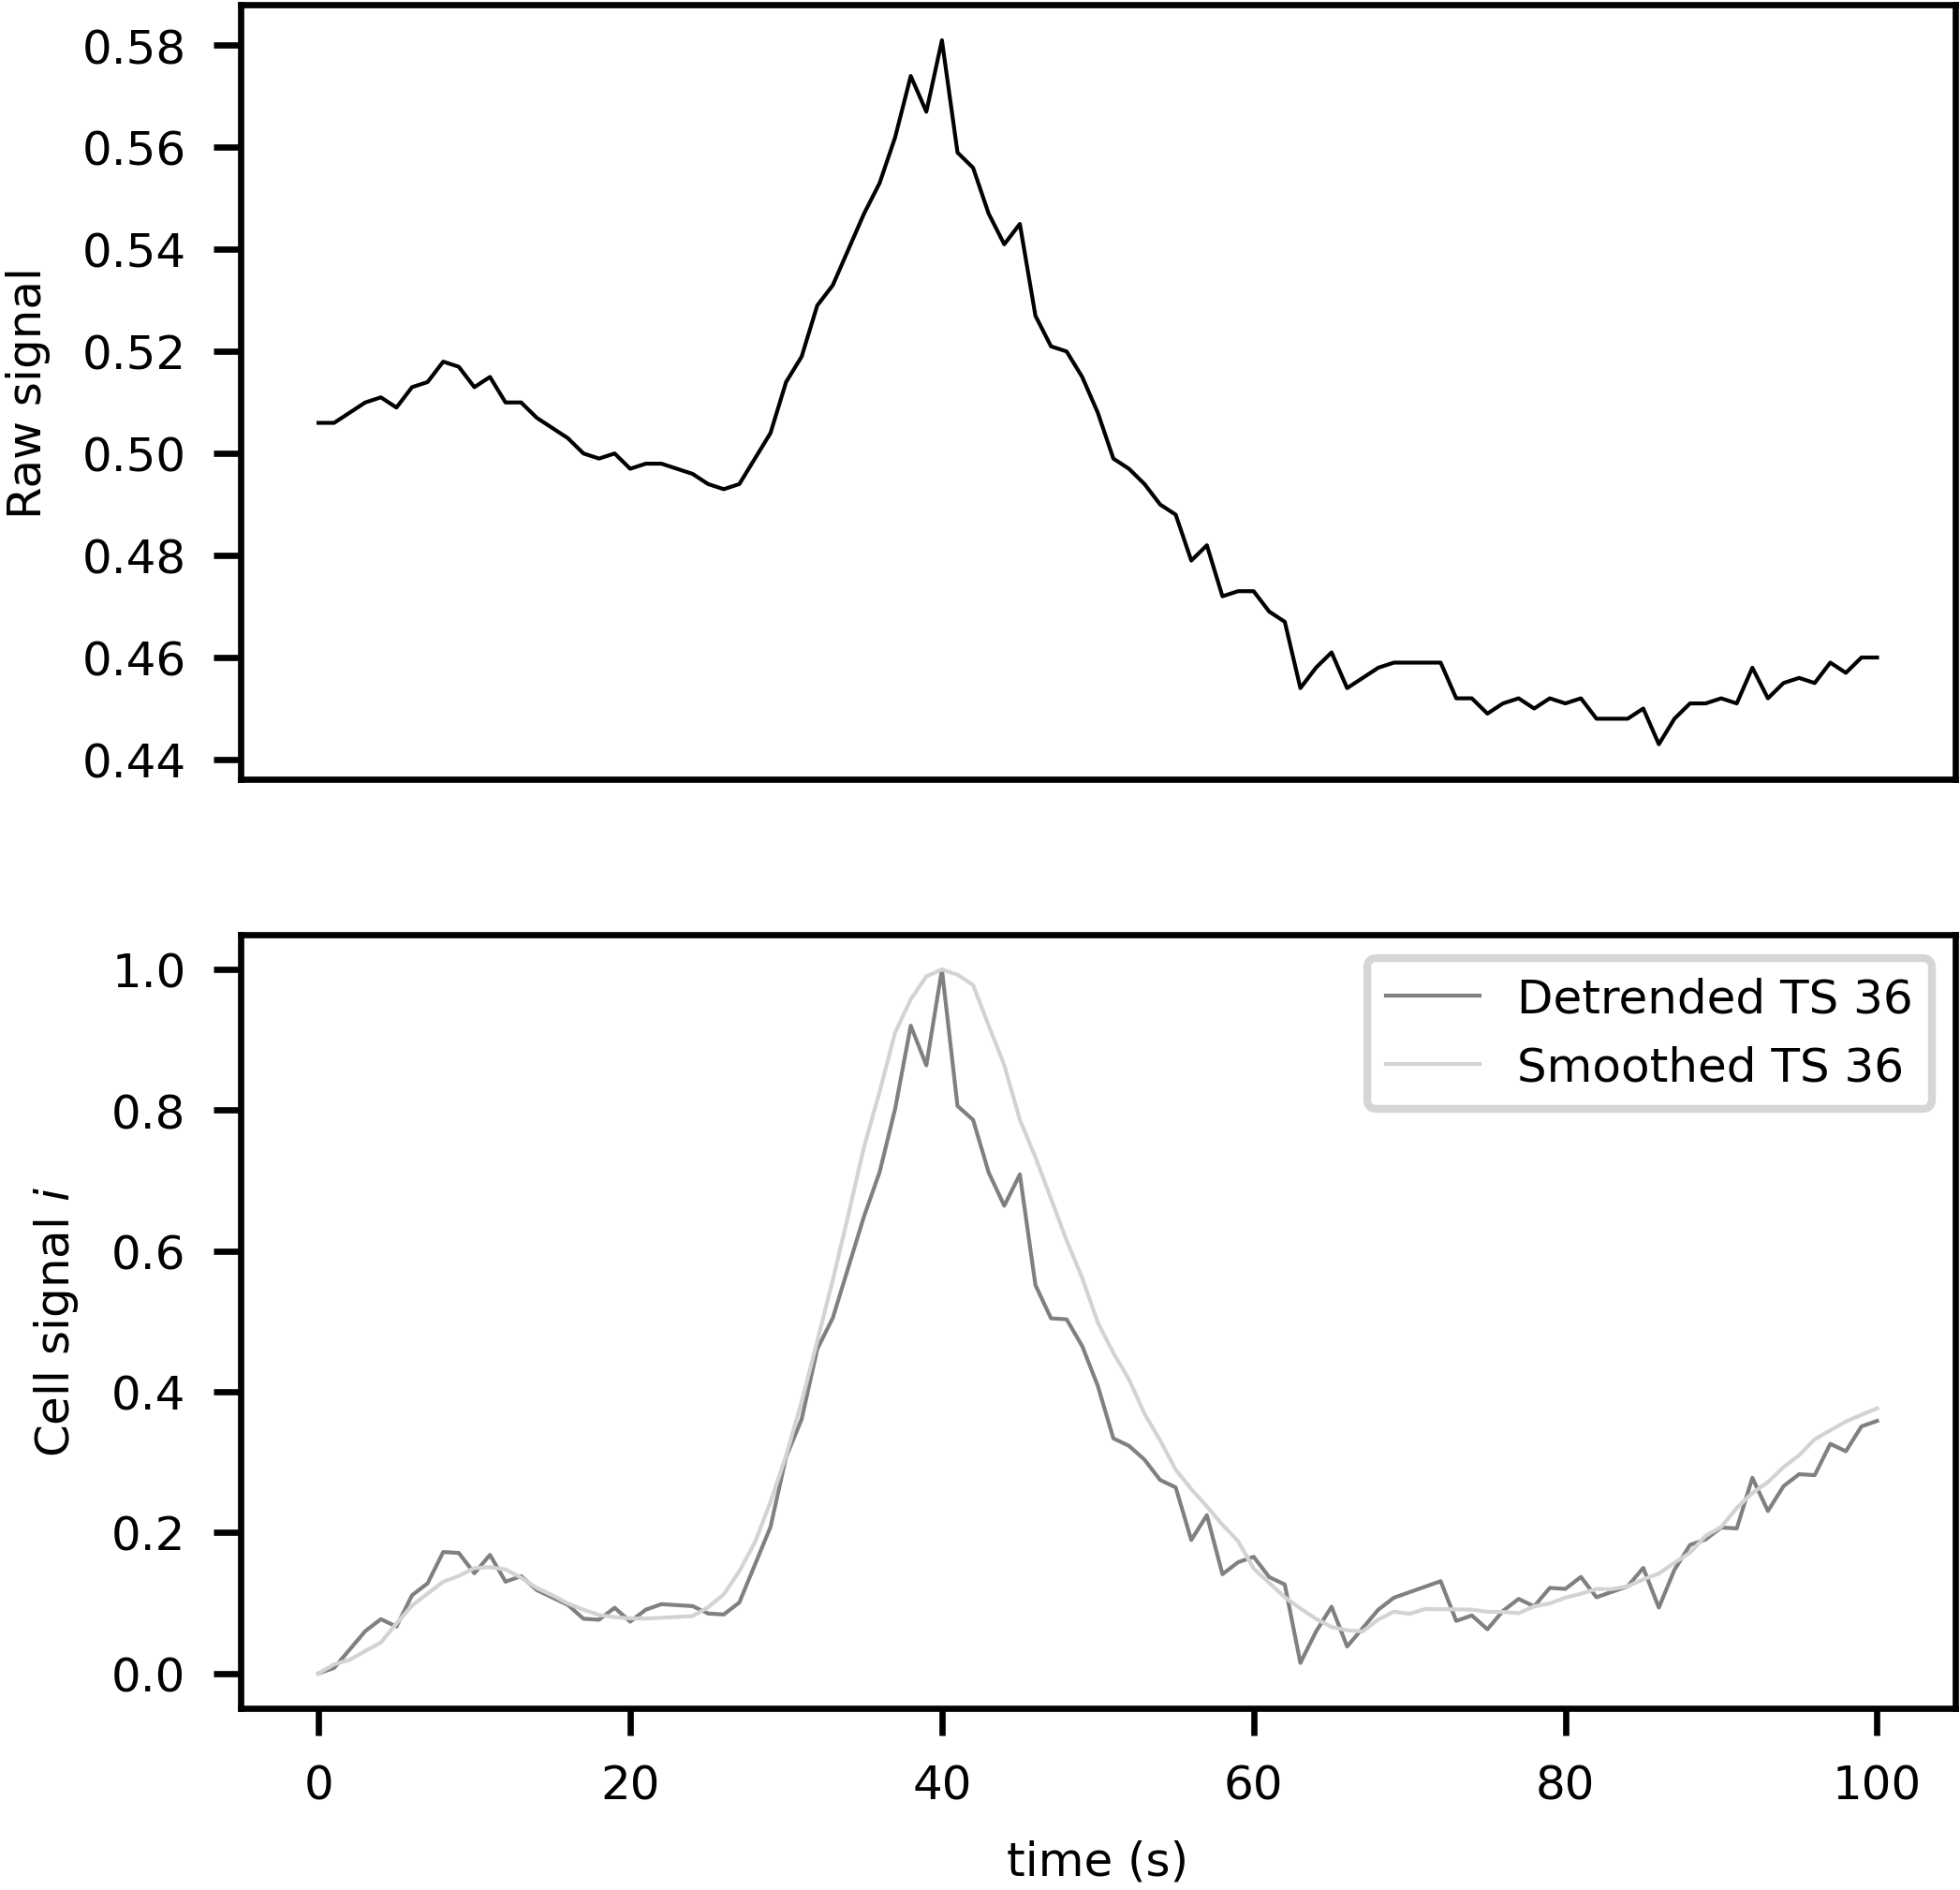 Raw signal
0.58
0.56
0.54
0.52
0.50
0.48
0.46
0.44
Cell signal i
1.0
0.8
0.6
0.4
0.2
0.0
Detrended TS 36
Smoothed TS 36
0 20 40 60 80 100
time (s)